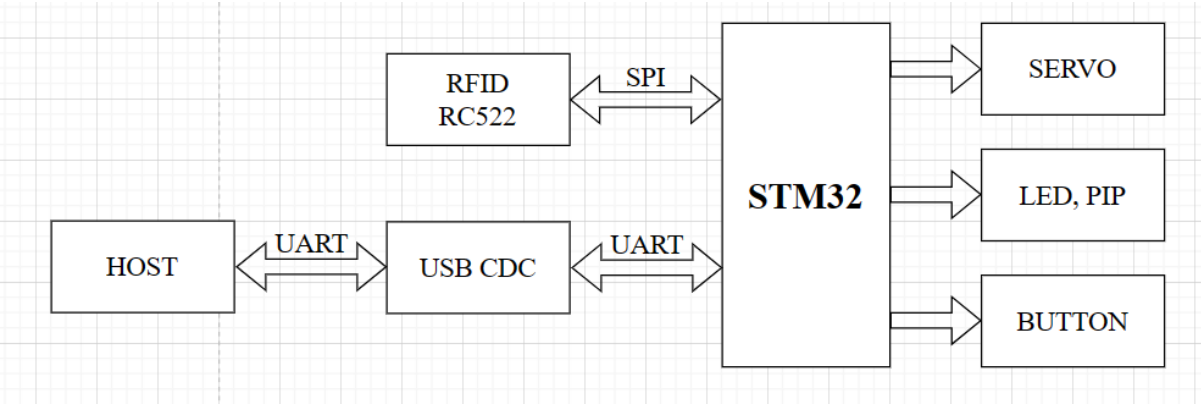 RFID
RC522
SPI
STM32
SERVO
LED, PIP
HOST
UART
USB CDC
UART
BUTTON